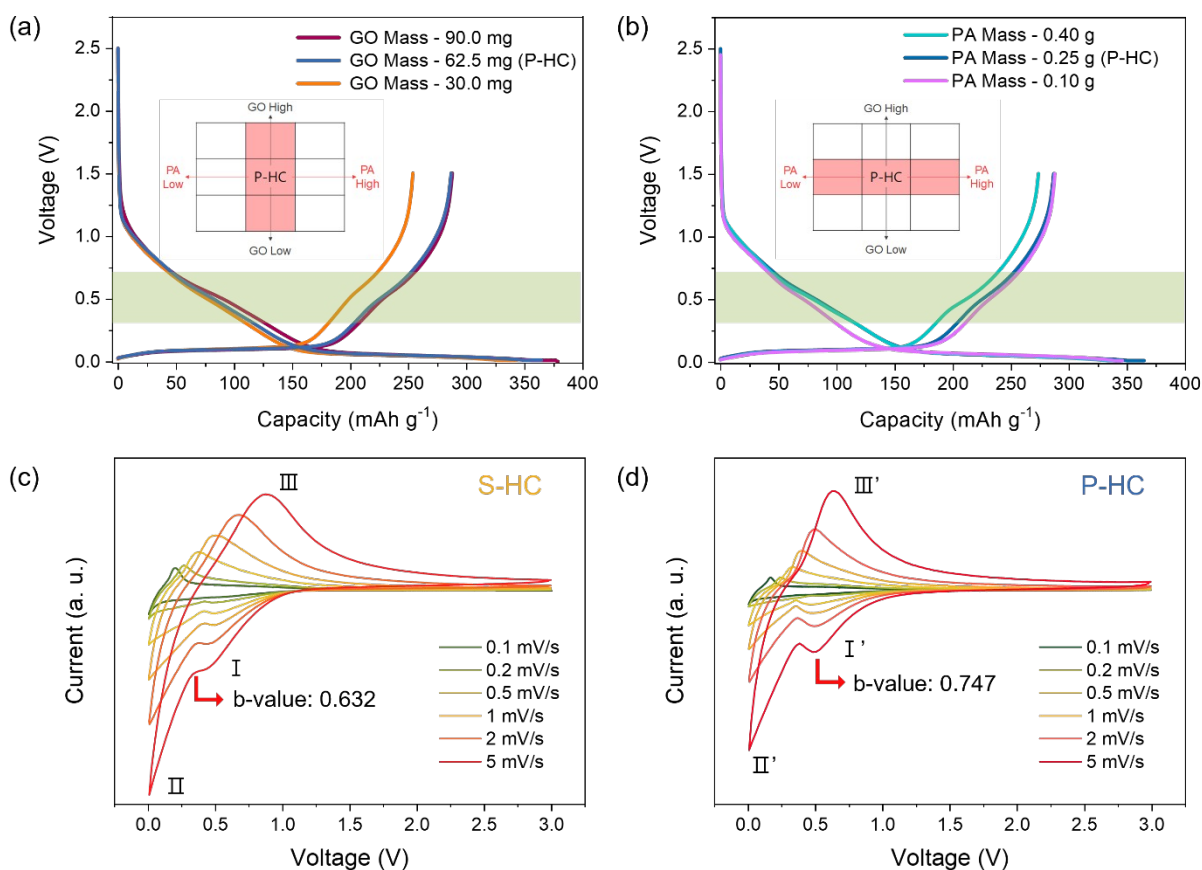 (a)
GO Mass - 90.0 mg
GO Mass - 62.5 mg (P-HC)
GO Mass - 30.0 mg
GO High
PA Low
P-HC
PA High
GO Low
Voltage (V)
2.5
2.0
1.5
1.0
0.5
0.0
0 50 100 150 200 250 300 350 400
Capacity (mAh g⁻¹)
(b)
PA Mass - 0.40 g
PA Mass - 0.25 g (P-HC)
PA Mass - 0.10 g
GO High
PA Low
P-HC
PA High
GO Low
Voltage (V)
2.5
2.0
1.5
1.0
0.5
0.0
0 50 100 150 200 250 300 350 400
Capacity (mAh g⁻¹)
(c)
S-HC
Ⅲ
Ⅰ
b-value: 0.632
Ⅱ
0.1 mV/s
0.2 mV/s
0.5 mV/s
1 mV/s
2 mV/s
5 mV/s
Current (a. u.)
0.0 0.5 1.0 1.5 2.0 2.5 3.0
Voltage (V)
(d)
P-HC
Ⅲ'
Ⅰ'
b-value: 0.747
Ⅱ'
0.1 mV/s
0.2 mV/s
0.5 mV/s
1 mV/s
2 mV/s
5 mV/s
Current (a. u.)
0.0 0.5 1.0 1.5 2.0 2.5 3.0
Voltage (V)